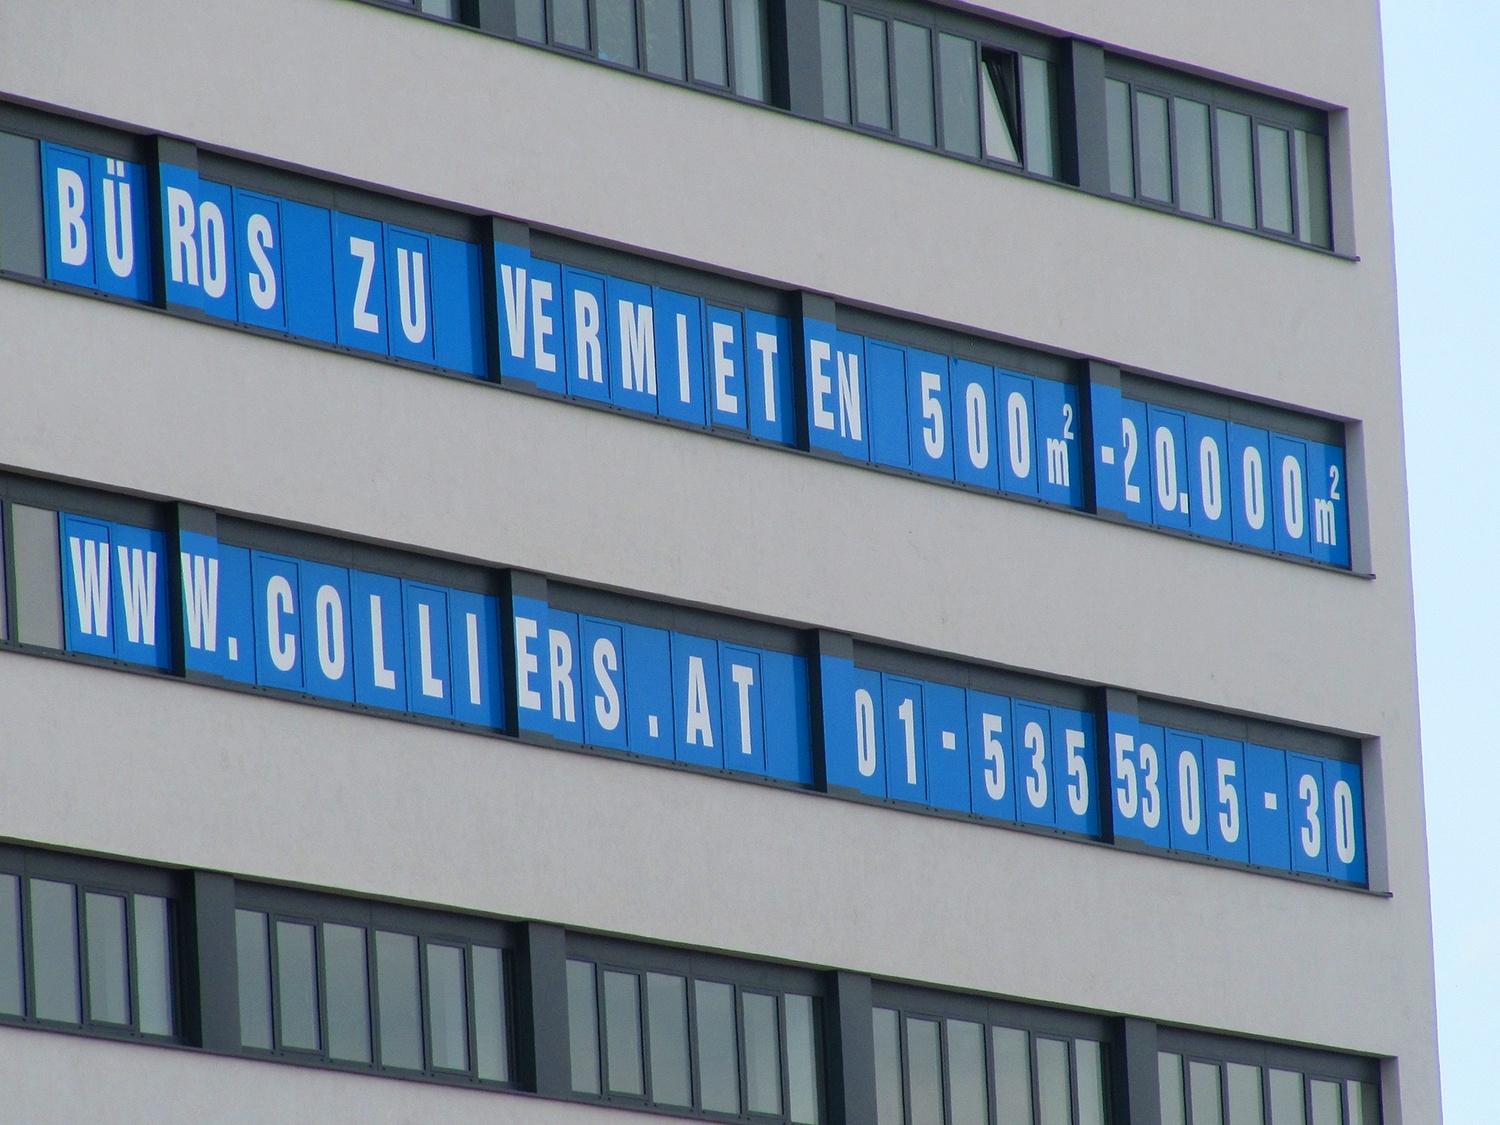 BÜROS ZU VERMIETEN 500m² - 20.000m²
WWW.COLLIERS.AT 01-535 5305-30